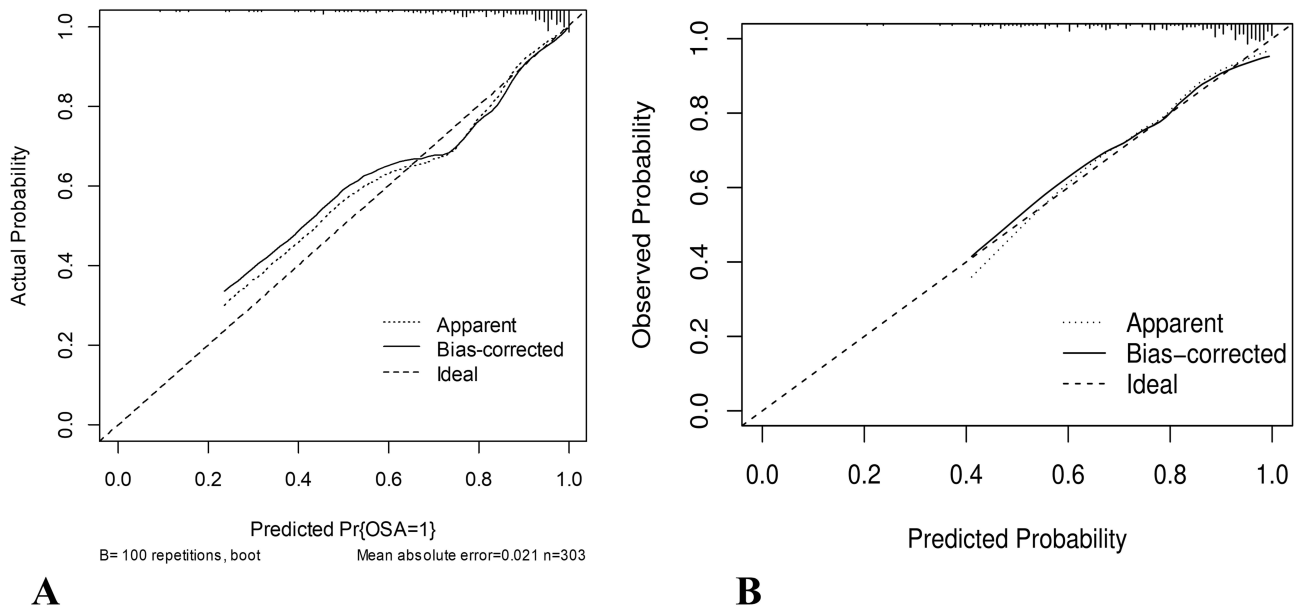 Actual Probability
1.0
0.8
0.6
0.4
0.2
0.0
Apparent
Bias-corrected
Ideal
0.0 0.2 0.4 0.6 0.8 1.0
Predicted Pr{OSA=1}
B= 100 repetitions, boot Mean absolute error=0.021 n=303
A
Observed Probability
1.0
0.8
0.6
0.4
0.2
0.0
Apparent
Bias−corrected
Ideal
0.0 0.2 0.4 0.6 0.8 1.0
Predicted Probability
B